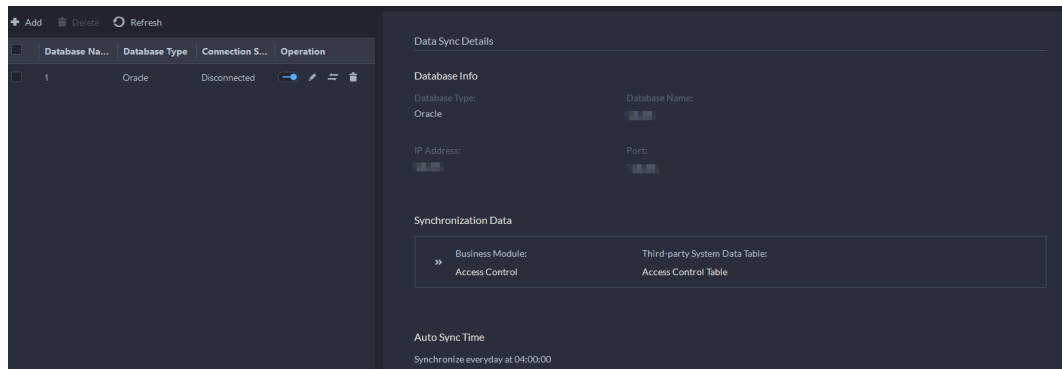 Add Delete Refresh
Database Na... Database Type Connection S... Operation
1 Oracle Disconnected
Data Sync Details
Database Info
Database Type: Database Name:
Oracle
IP Address: Port:
Synchronization Data
Business Module: Third-party System Data Table:
Access Control Access Control Table
Auto Sync Time
Synchronize everyday at 04:00:00